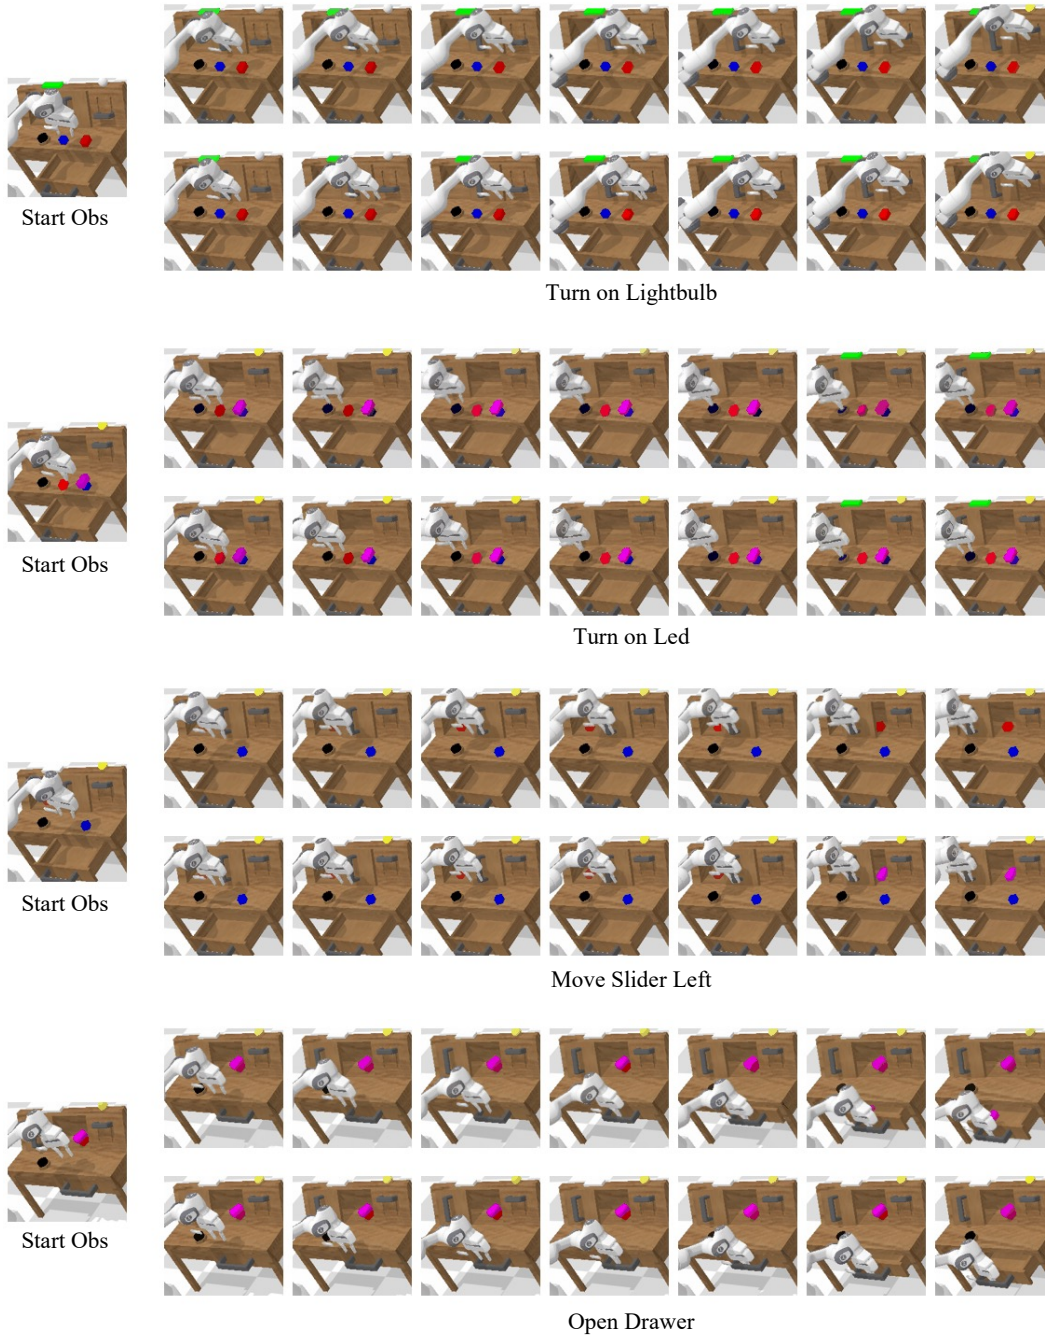 Start Obs
Turn on Lightbulb
Start Obs
Turn on Led
Start Obs
Move Slider Left
Start Obs
Open Drawer